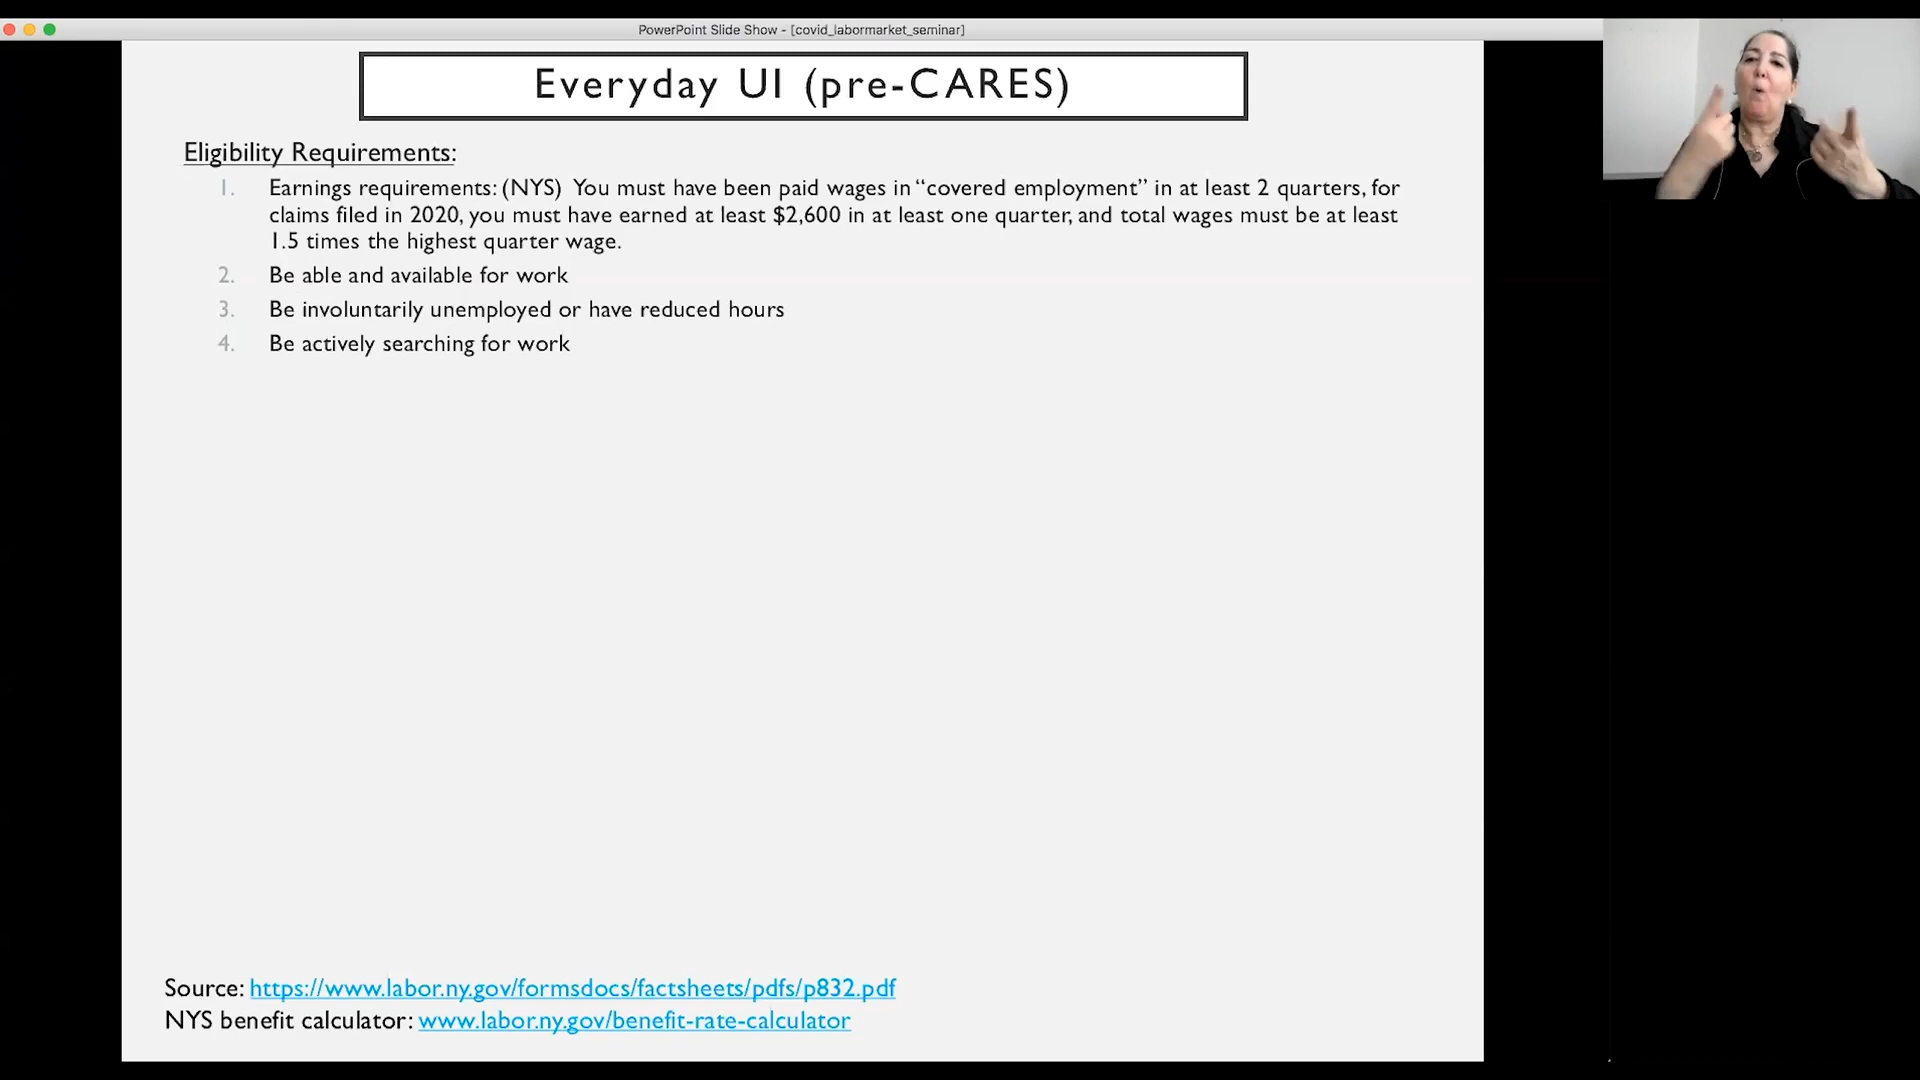 PowerPoint Slide Show - [covid_labormarket_seminar]
Everyday UI (pre-CARES)
Eligibility Requirements:
1. Earnings requirements: (NYS) You must have been paid wages in “covered employment” in at least 2 quarters, for
claims filed in 2020, you must have earned at least $2,600 in at least one quarter, and total wages must be at least
1.5 times the highest quarter wage.
2. Be able and available for work
3. Be involuntarily unemployed or have reduced hours
4. Be actively searching for work
Source: https://www.labor.ny.gov/formsdocs/factsheets/pdfs/p832.pdf
NYS benefit calculator: www.labor.ny.gov/benefit-rate-calculator